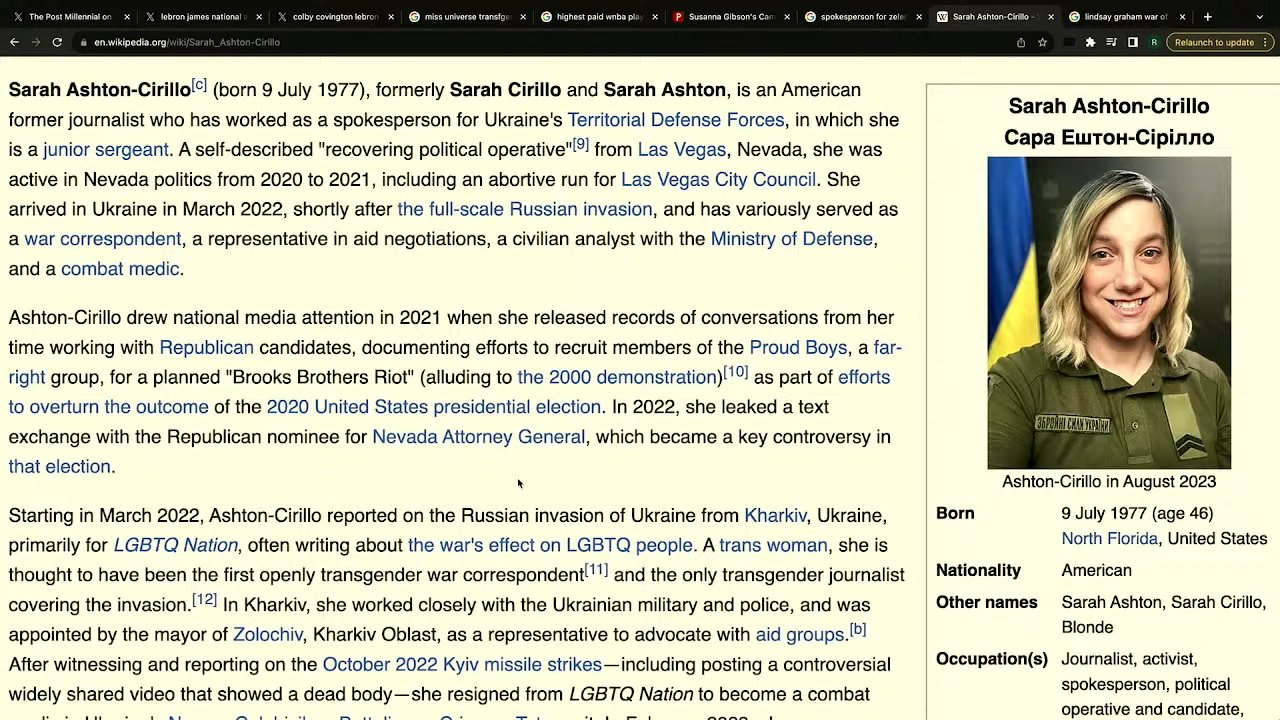 The Post Millennial on
lebron james national a
colby covington lebron
miss universe transfge
highest paid wnba play
Susanna Gibson's Cam
spokesperson for zele
Sarah Ashton-Cirillo -
lindsay graham war of
en.wikipedia.org/wiki/Sarah_Ashton-Cirillo
R
Relaunch to update
Sarah Ashton-Cirillo[c] (born 9 July 1977), formerly Sarah Cirillo and Sarah Ashton, is an American
former journalist who has worked as a spokesperson for Ukraine's Territorial Defense Forces, in which she
is a junior sergeant. A self-described "recovering political operative"[9] from Las Vegas, Nevada, she was
active in Nevada politics from 2020 to 2021, including an abortive run for Las Vegas City Council. She
arrived in Ukraine in March 2022, shortly after the full-scale Russian invasion, and has variously served as
a war correspondent, a representative in aid negotiations, a civilian analyst with the Ministry of Defense,
and a combat medic.
Ashton-Cirillo drew national media attention in 2021 when she released records of conversations from her
time working with Republican candidates, documenting efforts to recruit members of the Proud Boys, a far-
right group, for a planned "Brooks Brothers Riot" (alluding to the 2000 demonstration)[10] as part of efforts
to overturn the outcome of the 2020 United States presidential election. In 2022, she leaked a text
exchange with the Republican nominee for Nevada Attorney General, which became a key controversy in
that election.
Starting in March 2022, Ashton-Cirillo reported on the Russian invasion of Ukraine from Kharkiv, Ukraine,
primarily for LGBTQ Nation, often writing about the war's effect on LGBTQ people. A trans woman, she is
thought to have been the first openly transgender war correspondent[11] and the only transgender journalist
covering the invasion.[12] In Kharkiv, she worked closely with the Ukrainian military and police, and was
appointed by the mayor of Zolochiv, Kharkiv Oblast, as a representative to advocate with aid groups.[b]
After witnessing and reporting on the October 2022 Kyiv missile strikes—including posting a controversial
widely shared video that showed a dead body—she resigned from LGBTQ Nation to become a combat
Sarah Ashton-Cirillo
Сара Ештон-Сірілло
ЗБРОЙНІ СИЛИ УКРАЇНИ
Ashton-Cirillo in August 2023
Born 9 July 1977 (age 46)
North Florida, United States
Nationality American
Other names Sarah Ashton, Sarah Cirillo,
Blonde
Occupation(s) Journalist, activist,
spokesperson, political
operative and candidate,